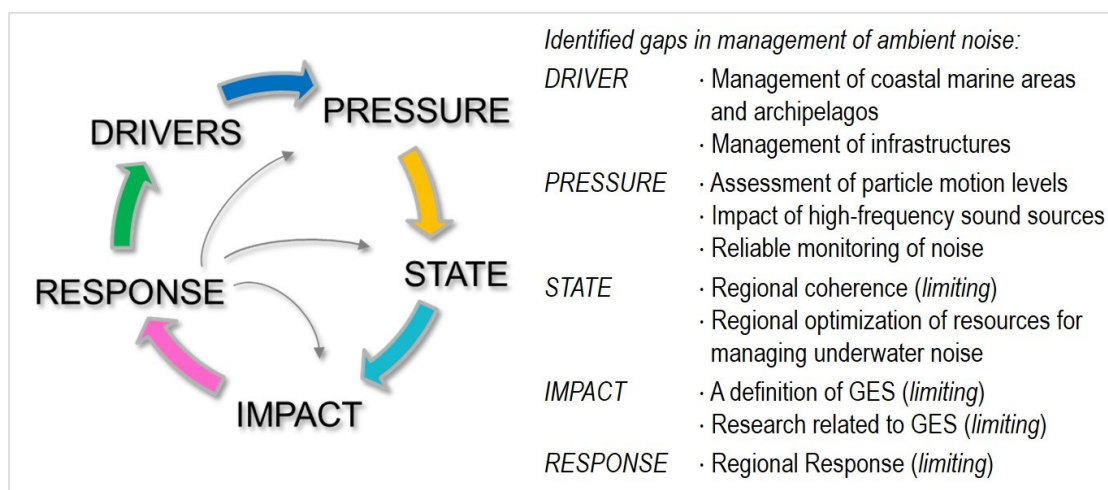 DRIVERS
PRESSURE
STATE
IMPACT
RESPONSE
Identified gaps in management of ambient noise:
DRIVER · Management of coastal marine areas
and archipelagos
· Management of infrastructures
PRESSURE · Assessment of particle motion levels
· Impact of high-frequency sound sources
· Reliable monitoring of noise
STATE · Regional coherence (limiting)
· Regional optimization of resources for
managing underwater noise
IMPACT · A definition of GES (limiting)
· Research related to GES (limiting)
RESPONSE · Regional Response (limiting)